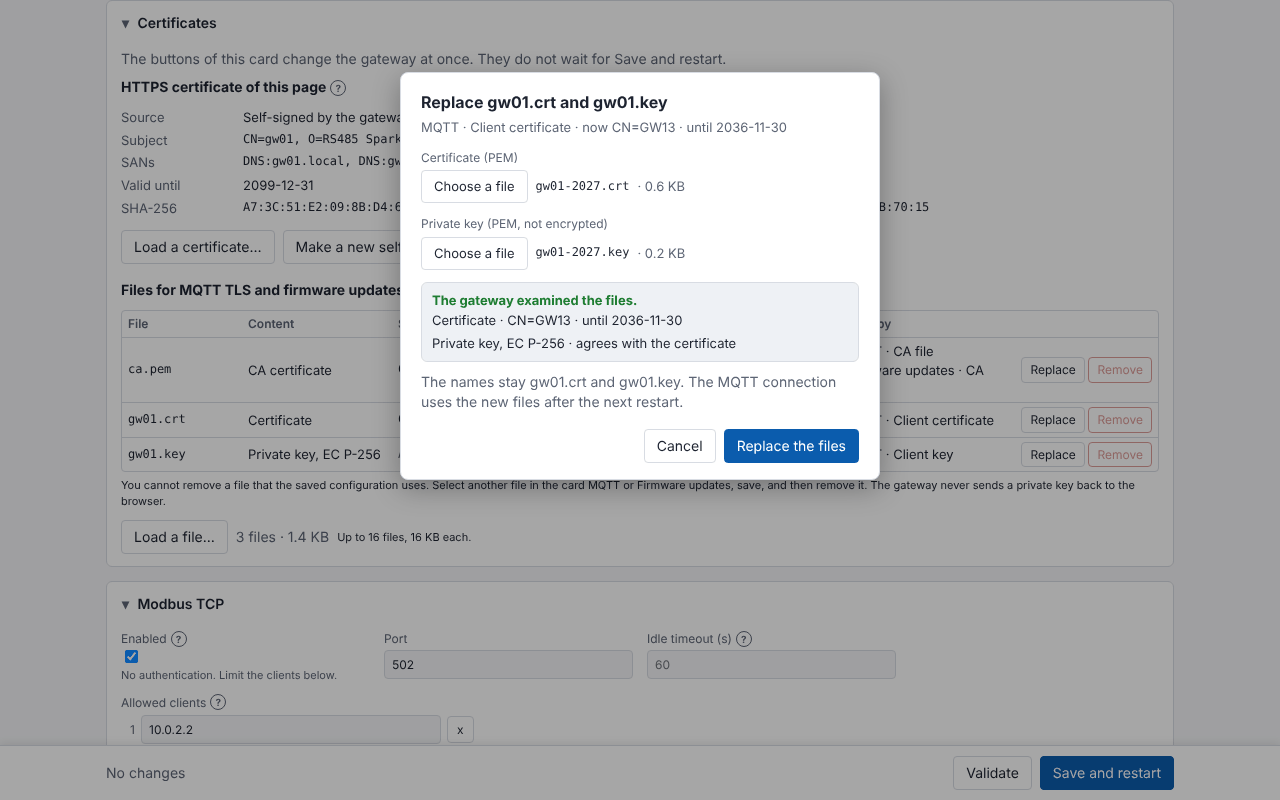 ▼ Certificates
The buttons of this card change the gateway at once. They do not wait for Save and restart.
HTTPS certificate of this page ?
Source Self-signed by the
Subject CN=gw01, O=RS485
SANs DNS:gw01.local,
Valid until 2099-12-31
SHA-256 A7:3C:51:E2:09:8B:D4:6 B:70:15
Load a certificate... Make a new
Files for MQTT TLS and firmware updates
File Content by
ca.pem CA certificate · CA file
updates · CA
Replace Remove
gw01.crt Certificate · Client certificate Replace Remove
gw01.key Private key, EC P-256 · Client key Replace Remove
You cannot remove a file that the saved configuration uses. Select another file in the card MQTT or Firmware updates, save, and then remove it. The gateway never sends a private key back to the
browser.
Load a file... 3 files · 1.4 KB Up to 16 files, 16 KB each.
Replace gw01.crt and gw01.key
MQTT · Client certificate · now CN=GW13 · until 2036-11-30
Certificate (PEM)
Choose a file gw01-2027.crt · 0.6 KB
Private key (PEM, not encrypted)
Choose a file gw01-2027.key · 0.2 KB
The gateway examined the files.
Certificate · CN=GW13 · until 2036-11-30
Private key, EC P-256 · agrees with the certificate
The names stay gw01.crt and gw01.key. The MQTT connection
uses the new files after the next restart.
Cancel Replace the files
▼ Modbus TCP
Enabled ? Port Idle timeout (s) ?
502 60
No authentication. Limit the clients below.
Allowed clients ?
1 10.0.2.2 x
No changes Validate Save and restart